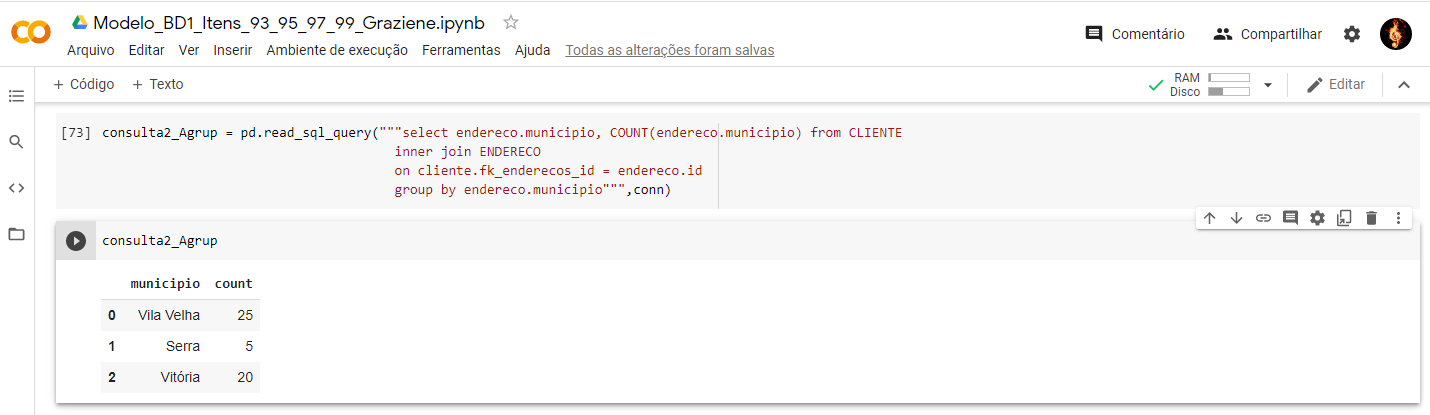 Modelo_BD1_Itens_93_95_97_99_Graziene.ipynb
Comentário
Compartilhar
Arquivo Editar Ver Inserir Ambiente de execução Ferramentas Ajuda Todas as alterações foram salvas
+ Código + Texto
RAM
Disco
Editar
[73] consulta2_Agrup = pd.read_sql_query("""select endereco.municipio, COUNT(endereco.municipio) from CLIENTE
inner join ENDERECO
on cliente.fk_enderecos_id = endereco.id
group by endereco.municipio""",conn)
consulta2_Agrup
municipio count
0 Vila Velha 25
1 Serra 5
2 Vitória 20